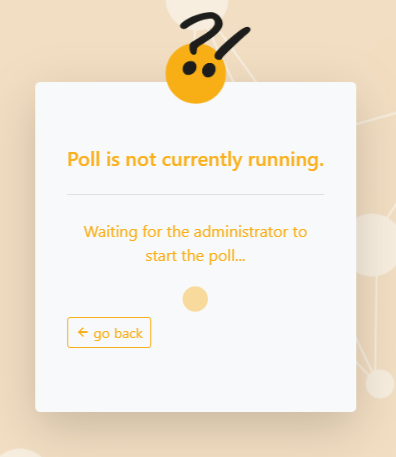 Poll is not currently running.
Waiting for the administrator to
start the poll...
← go back